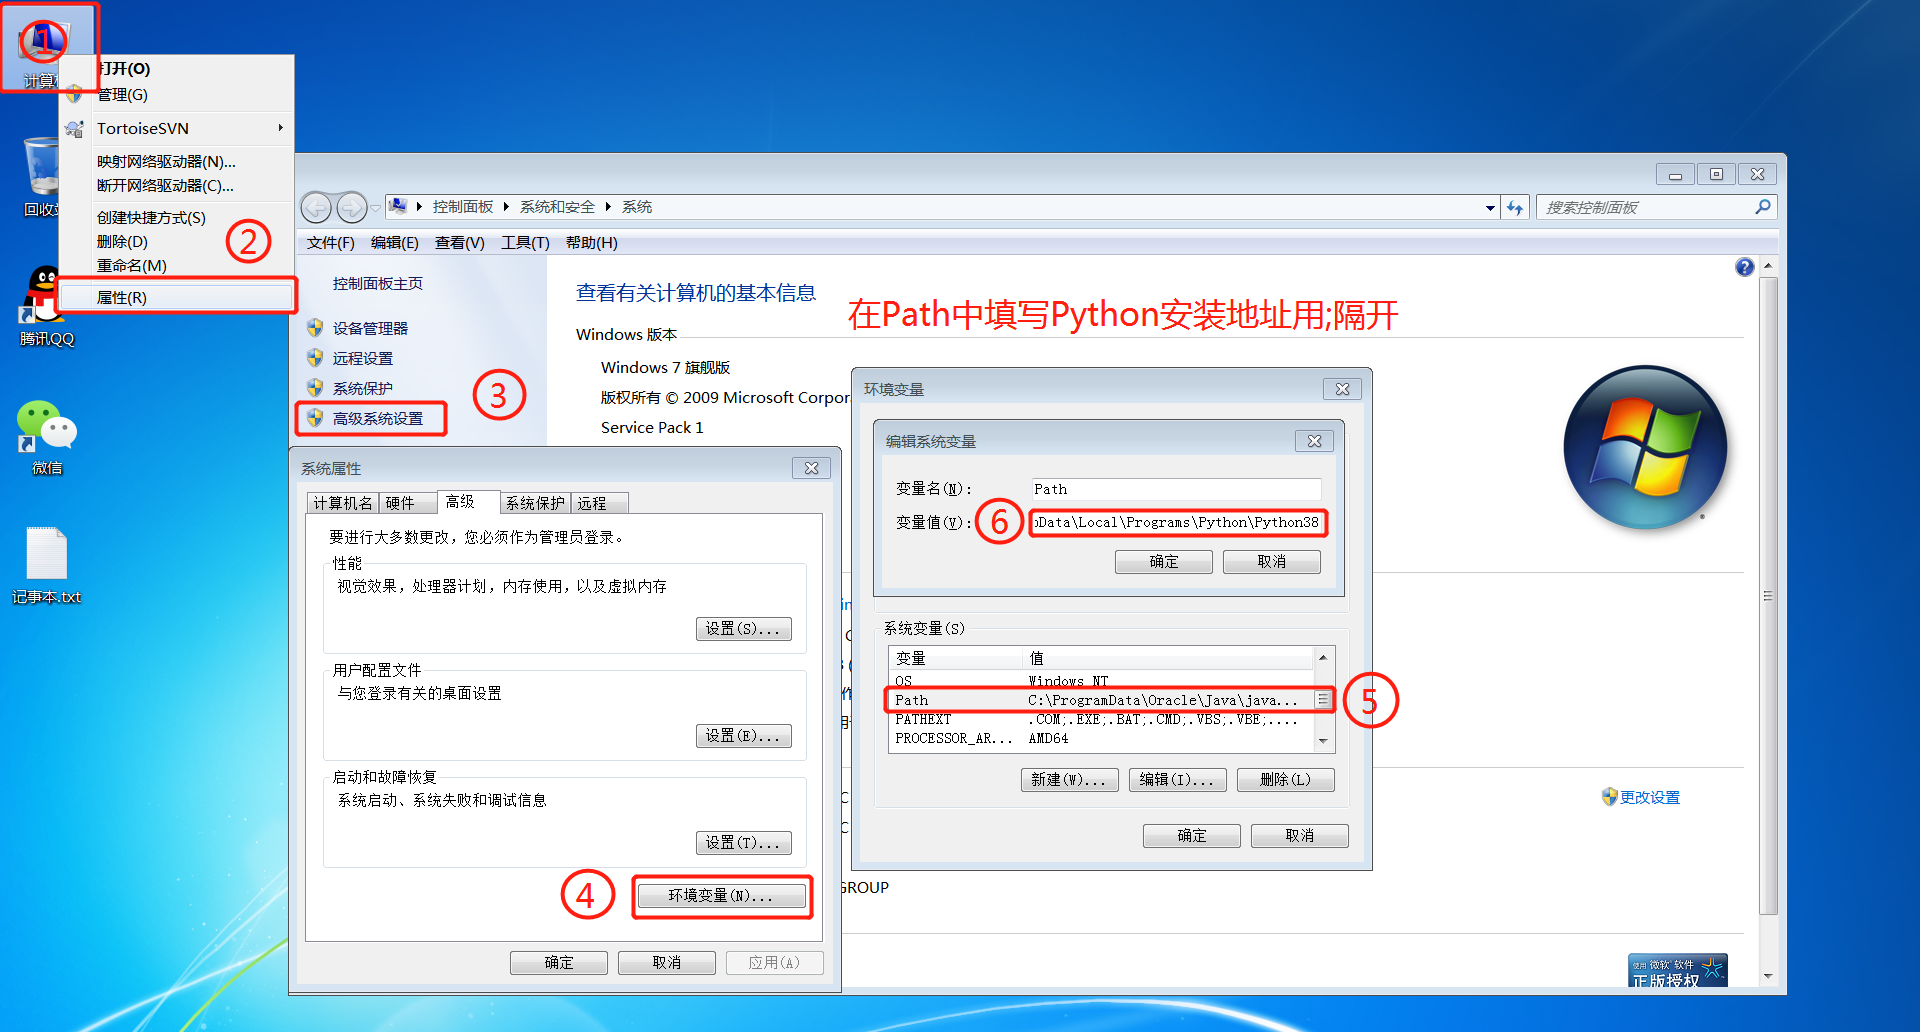 ①
计算
打开(O)
管理(G)
TortoiseSVN
映射网络驱动器(N)...
断开网络驱动器(C)...
创建快捷方式(S)
删除(D)
重命名(M)
②
属性(R)
回收站
腾讯QQ
微信
记事本.txt
控制面板
系统和安全
系统
搜索控制面板
文件(F) 编辑(E) 查看(V) 工具(T) 帮助(H)
控制面板主页
设备管理器
远程设置
系统保护
高级系统设置
③
查看有关计算机的基本信息
在Path中填写Python安装地址用;隔开
Windows 版本
Windows 7 旗舰版
版权所有 © 2009 Microsoft Corpor
Service Pack 1
系统属性
计算机名 硬件 高级 系统保护 远程
要进行大多数更改，您必须作为管理员登录。
性能
视觉效果，处理器计划，内存使用，以及虚拟内存
设置(S)...
用户配置文件
与您登录有关的桌面设置
设置(E)...
启动和故障恢复
系统启动、系统失败和调试信息
设置(T)...
④
环境变量(N)...
确定 取消 应用(A)
环境变量
编辑系统变量
变量名(N): Path
变量值(V): ⑥ Data\Local\Programs\Python\Python38
确定 取消
系统变量(S)
变量 值
OS Windows_NT
Path C:\ProgramData\Oracle\Java\java...
⑤
PATHEXT .COM;.EXE;.BAT;.CMD;.VBS;.VBE;....
PROCESSOR_AR... AMD64
新建(W)... 编辑(I)... 删除(L)
确定 取消
更改设置
GROUP
使用 微软 软件
正版授权